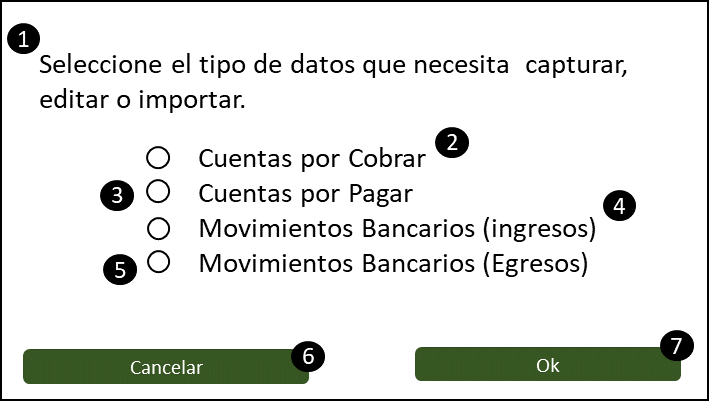 1
Seleccione el tipo de datos que necesita capturar,
editar o importar.
Cuentas por Cobrar 2
3 Cuentas por Pagar
Movimientos Bancarios (ingresos) 4
5 Movimientos Bancarios (Egresos)
Cancelar 6
Ok 7